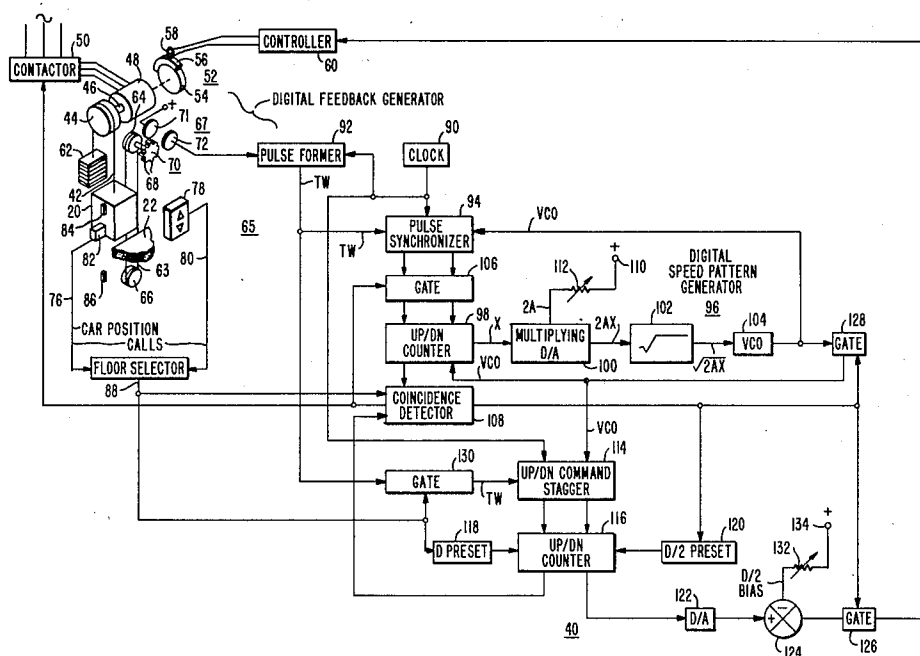 50
CONTACTOR
48
46
64
44
58
56
52
54
CONTROLLER
60
+
71
67
72
70
68
DIGITAL FEEDBACK GENERATOR
92
PULSE FORMER
90
CLOCK
62
42
20
84
82
22
78
80
65
63
66
86
76
TW
TW
94
PULSE SYNCHRONIZER
VCO
106
GATE
98
UP/DN COUNTER
X
MULTIPLYING D/A
100
2A
112
+
110
2AX
DIGITAL SPEED PATTERN GENERATOR
96
102
√
√2AX
104
VCO
128
GATE
CAR POSITION
CALLS
FLOOR SELECTOR
88
VCO
COINCIDENCE DETECTOR
108
VCO
114
UP/DN COMMAND STAGGER
130
GATE
TW
118
D PRESET
116
UP/DN COUNTER
120
D/2 PRESET
134
+
132
D/2 BIAS
122
D/A
40
+
−
124
GATE
126